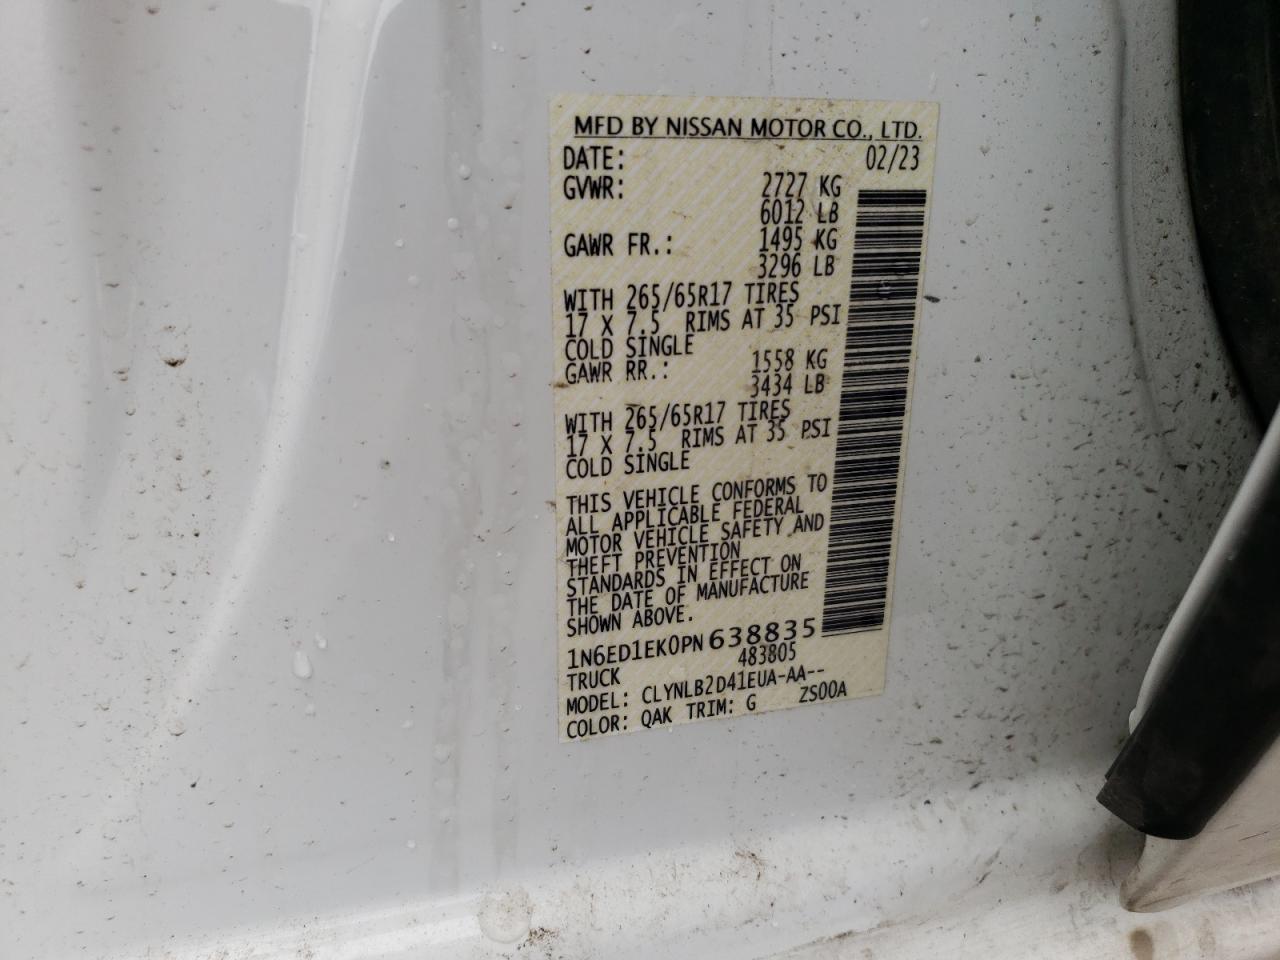 MFD BY NISSAN MOTOR CO., LTD.
DATE: 02/23
GVWR: 2727 KG
6012 LB
GAWR FR.: 1495 KG
3296 LB
WITH 265/65R17 TIRES
17 X 7.5 RIMS AT 35 PSI
COLD SINGLE
GAWR RR.: 1558 KG
3434 LB
WITH 265/65R17 TIRES
17 X 7.5 RIMS AT 35 PSI
COLD SINGLE
THIS VEHICLE CONFORMS TO
ALL APPLICABLE FEDERAL
MOTOR VEHICLE SAFETY AND
THEFT PREVENTION
STANDARDS IN EFFECT ON
THE DATE OF MANUFACTURE
SHOWN ABOVE.
1N6ED1EK0PN638835
TRUCK 483805
MODEL: CLYNLB2D41EUA-AA--
COLOR: QAK TRIM: G ZS00A